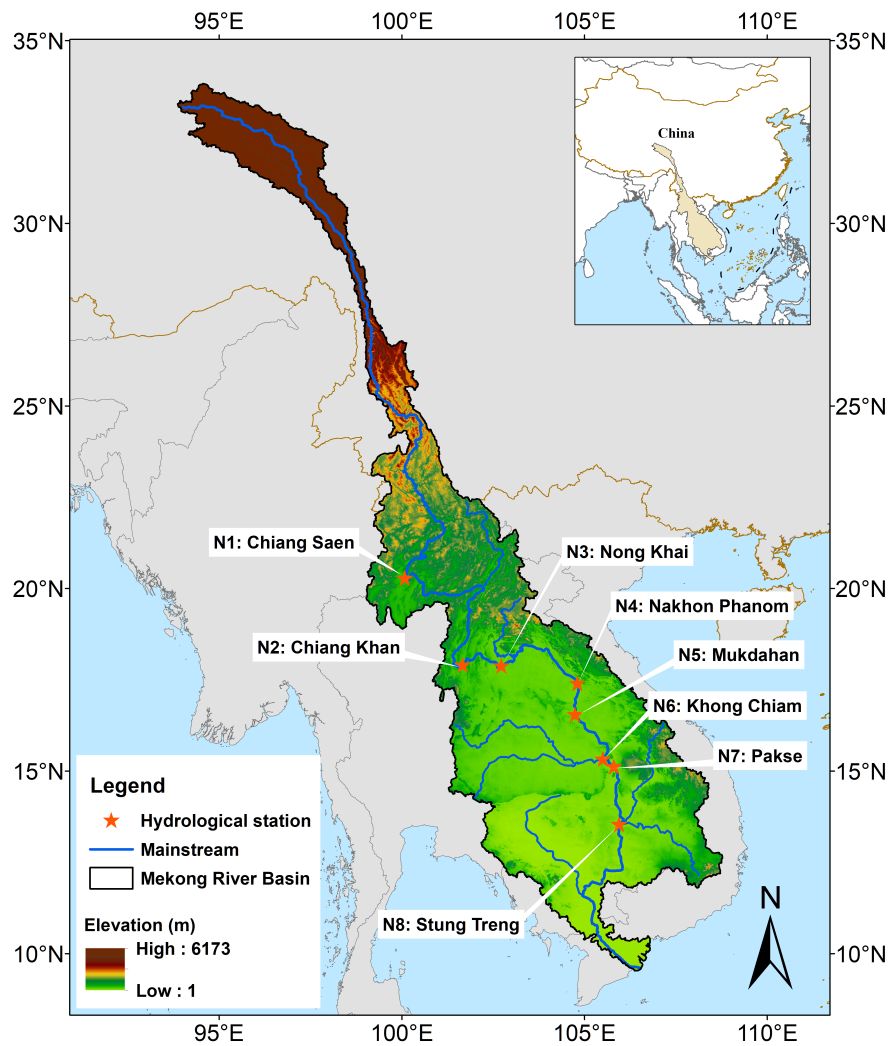 95°E 100°E 105°E 110°E
35°N 35°N
China
30°N 30°N
25°N 25°N
N1: Chiang Saen
N3: Nong Khai
20°N 20°N
N4: Nakhon Phanom
N2: Chiang Khan
N5: Mukdahan
N6: Khong Chiam
N7: Pakse
15°N 15°N
Legend
Hydrological station
Mainstream
Mekong River Basin
N
N8: Stung Treng
Elevation (m)
High : 6173
10°N 10°N
Low : 1
95°E 100°E 105°E 110°E